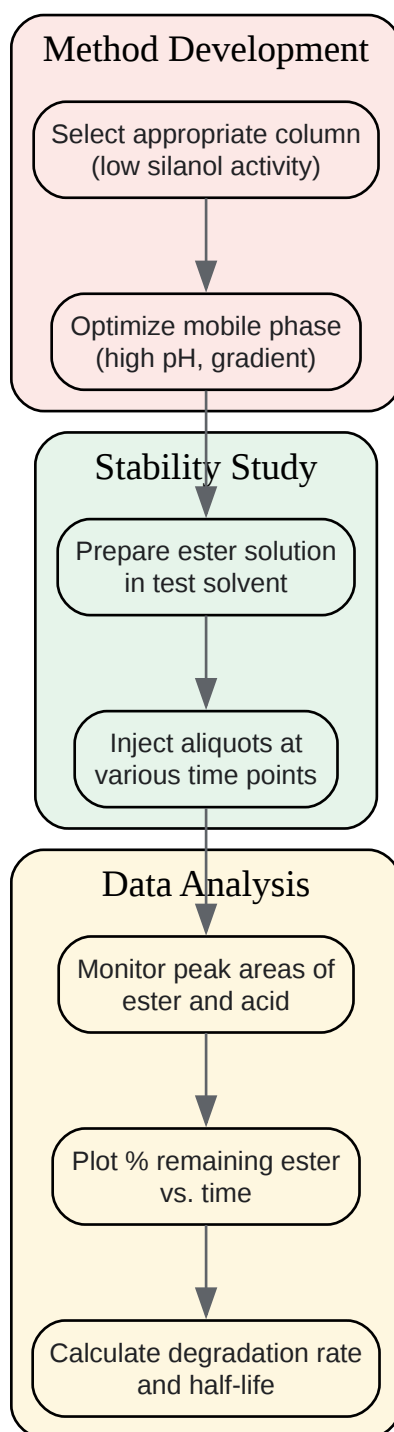 Method Development
Select appropriate column
(low silanol activity)
Optimize mobile phase
(high pH, gradient)
Stability Study
Prepare ester solution
in test solvent
Inject aliquots at
various time points
Data Analysis
Monitor peak areas of
ester and acid
Plot % remaining ester
vs. time
Calculate degradation rate
and half-life